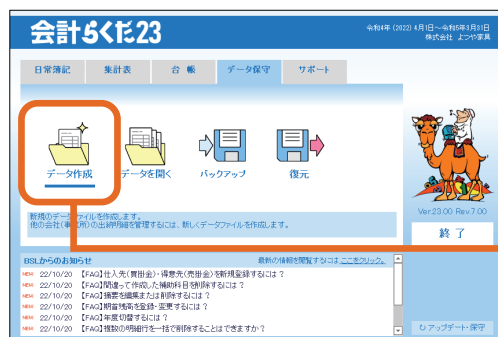 会計らくだ23
令和4年 (2022) 4月1日～令和5年3月31日
株式会社 よつや家具
日常簿記 集計表 台 帳 データ保守 サポート
データ作成 データを開く バックアップ 復元
新規のデータファイルを作成します。
他の会社(事業所)の出納明細を管理するには、新しくデータファイルを作成します。
Ver.23.00 Rev.7.00
終 了
BSLからのお知らせ 最新の情報を閲覧するには ここをクリック。
NEW 22/10/20 【FAQ】仕入先(買掛金)・得意先(売掛金)を新規登録するには？
NEW 22/10/20 【FAQ】間違って作成した補助科目を削除するには？
NEW 22/10/20 【FAQ】摘要を編集または削除するには？
NEW 22/10/20 【FAQ】期首残高を登録・変更するには？
NEW 22/10/20 【FAQ】年度切替するには？
NEW 22/10/20 【FAQ】複数の明細行を一括で削除することはできますか？
アップデート・保守